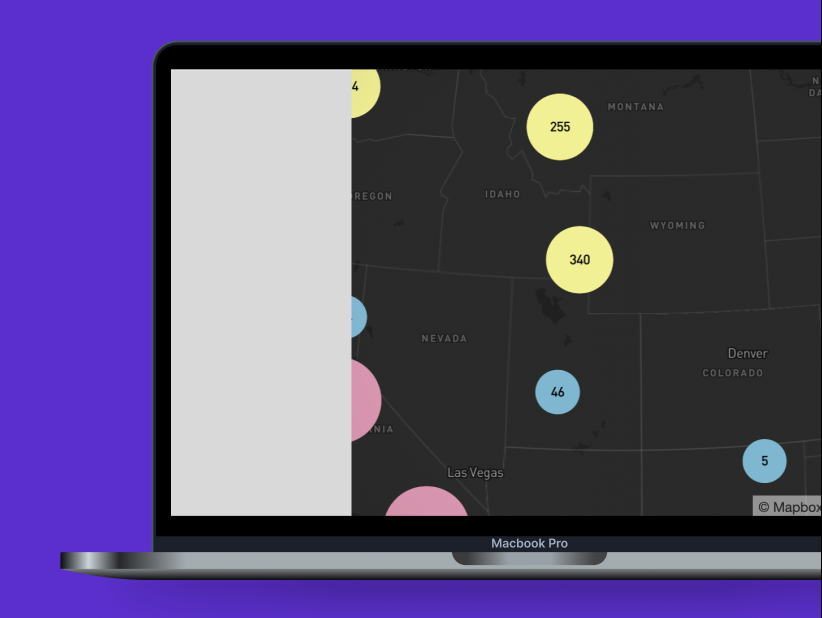 4
255
MONTANA
N
DA
OREGON
IDAHO
WYOMING
340
NEVADA
Denver
COLORADO
46
NIA
Las Vegas
5
© Mapbox
Macbook Pro